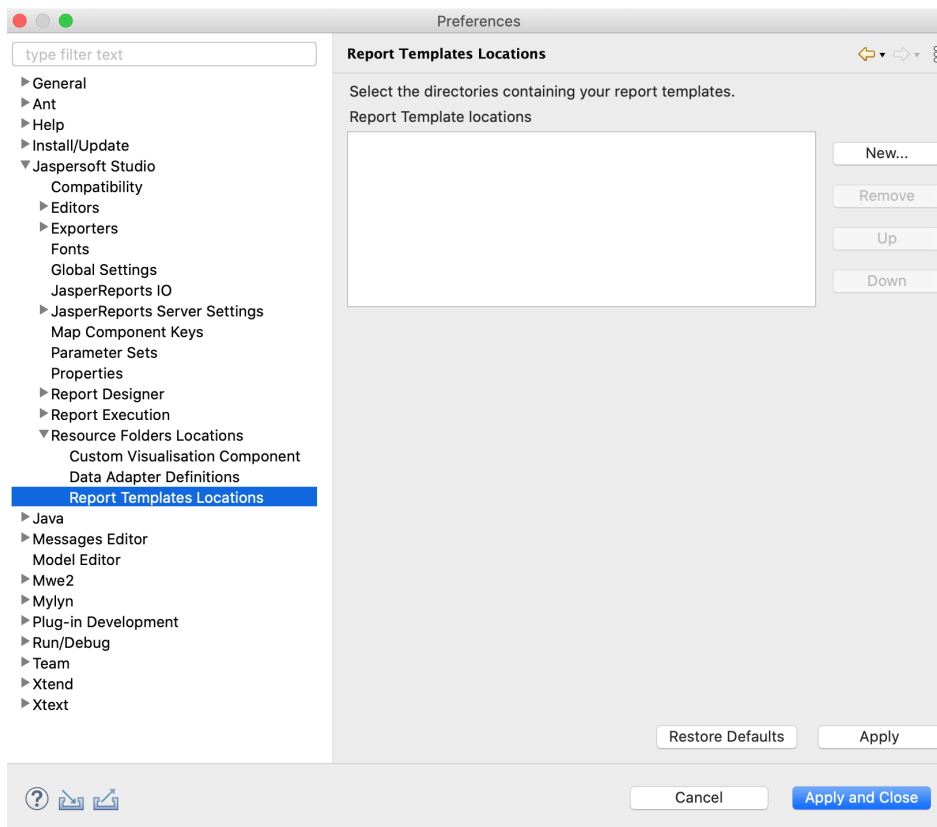 Preferences
type filter text
General
Ant
Help
Install/Update
Jaspersoft Studio
Compatibility
Editors
Exporters
Fonts
Global Settings
JasperReports IO
JasperReports Server Settings
Map Component Keys
Parameter Sets
Properties
Report Designer
Report Execution
Resource Folders Locations
Custom Visualisation Component
Data Adapter Definitions
Report Templates Locations
Java
Messages Editor
Model Editor
Mwe2
Mylyn
Plug-in Development
Run/Debug
Team
Xtend
Xtext
Report Templates Locations
Select the directories containing your report templates.
Report Template locations
New...
Remove
Up
Down
Restore Defaults
Apply
?
Cancel
Apply and Close